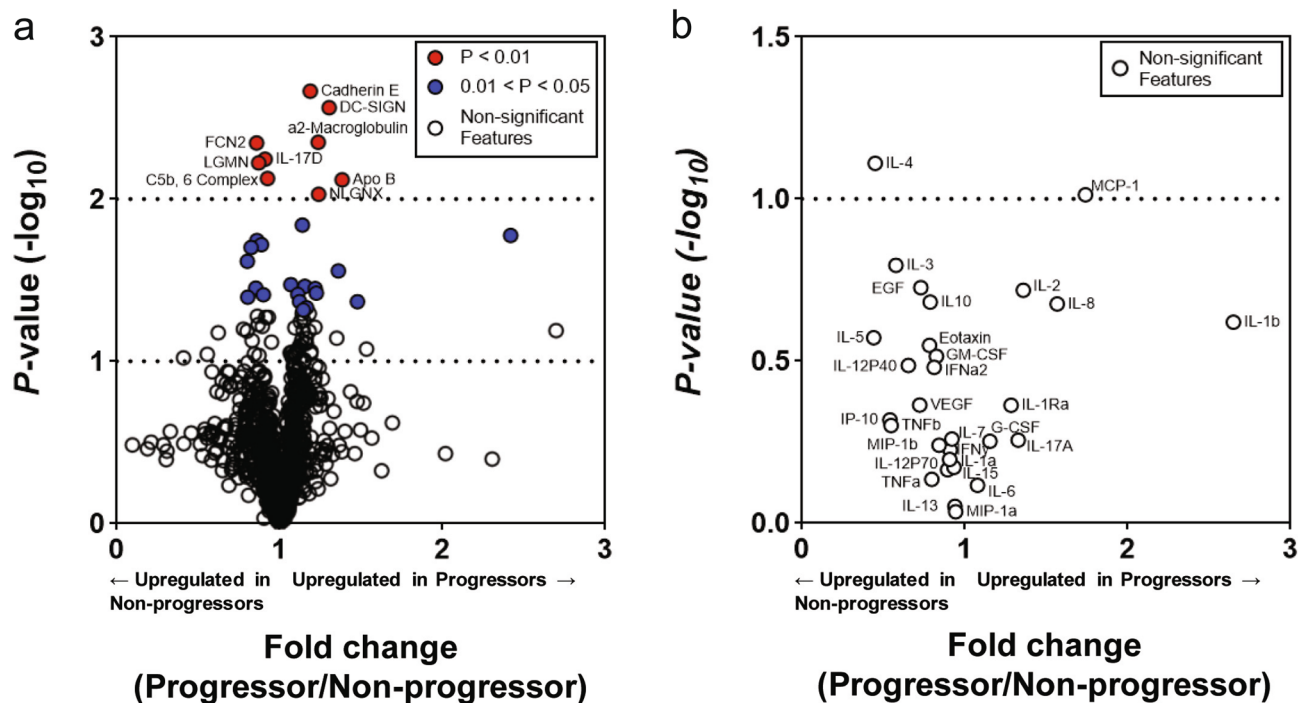 a
3
2
1
0
P-value (-log10)
P < 0.01
0.01 < P < 0.05
Non-significant
Features
Cadherin E
DC-SIGN
a2-Macroglobulin
FCN2
IL-17D
LGMN
C5b, 6 Complex
Apo B
NLGNX
0 1 2 3
← Upregulated in Upregulated in Progressors →
Non-progressors
Fold change
(Progressor/Non-progressor)
b
1.5
1.0
0.5
0.0
P-value (-log10)
Non-significant
Features
IL-4
MCP-1
IL-3
EGF
IL10
IL-2
IL-8
IL-1b
IL-5
Eotaxin
GM-CSF
IL-12P40
IFNa2
VEGF
IL-1Ra
IP-10
TNFb
IL-7
G-CSF
MIP-1b
IFNy
IL-17A
IL-12P70
IL-1a
IL-15
TNFa
IL-6
IL-13
MIP-1a
0 1 2 3
← Upregulated in Upregulated in Progressors →
Non-progressors
Fold change
(Progressor/Non-progressor)